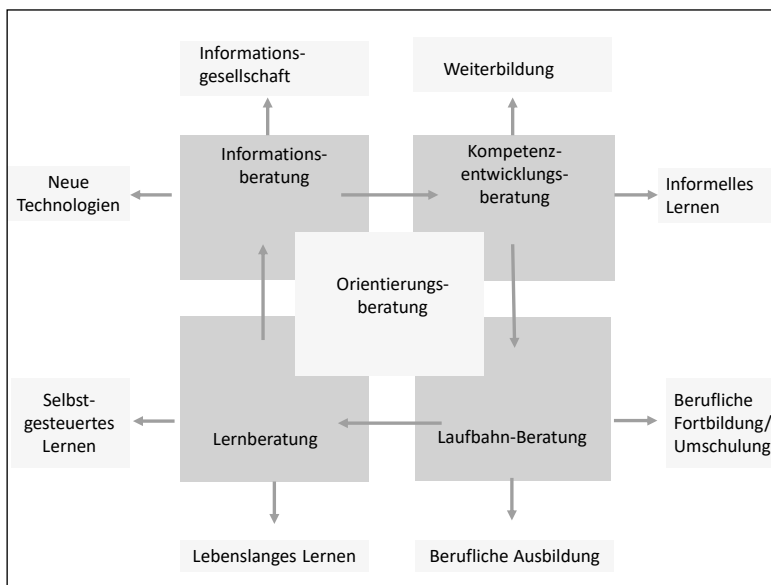 Informations-
gesellschaft
Weiterbildung
Informations-
beratung
Kompetenz-
entwicklungs-
beratung
Neue
Technologien
Informelles
Lernen
Orientierungs-
beratung
Selbst-
gesteuertes
Lernen
Lernberatung
Laufbahn-Beratung
Berufliche
Fortbildung/
Umschulung
Lebenslanges Lernen
Berufliche Ausbildung